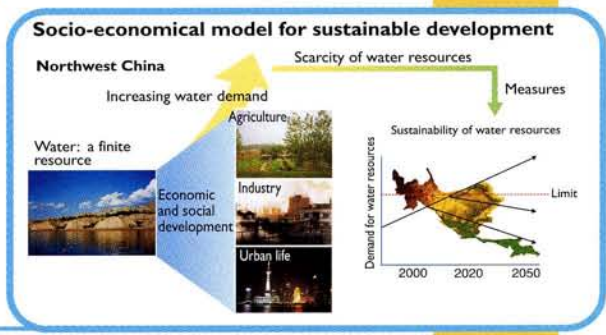 Socio-economical model for sustainable development
Northwest China
Scarcity of water resources
Increasing water demand
Measures
Water: a finite
resource
Economic
and social
development
Agriculture
Industry
Urban life
Sustainability of water resources
Demand for water resources
Limit
2000 2020 2050